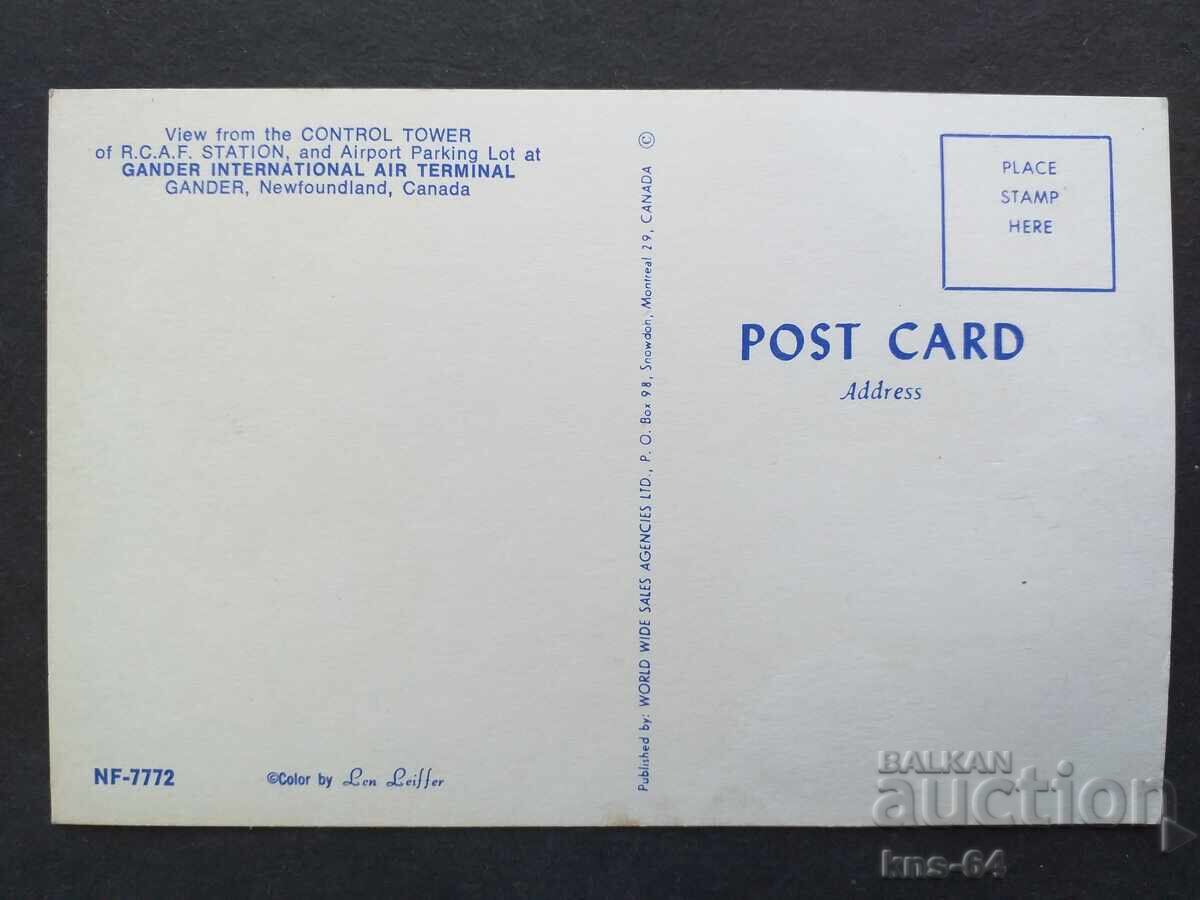 View from the CONTROL TOWER
of R.C.A.F. STATION, and Airport Parking Lot at
GANDER INTERNATIONAL AIR TERMINAL
GANDER, Newfoundland, Canada
NF-7772
©Color by Len Leiffer
Published by: WORLD WIDE SALES AGENCIES LTD., P. O. Box 98, Snowdon, Montreal 29, CANADA ©
PLACE
STAMP
HERE
POST CARD
Address
BALKAN
auction
kns-64